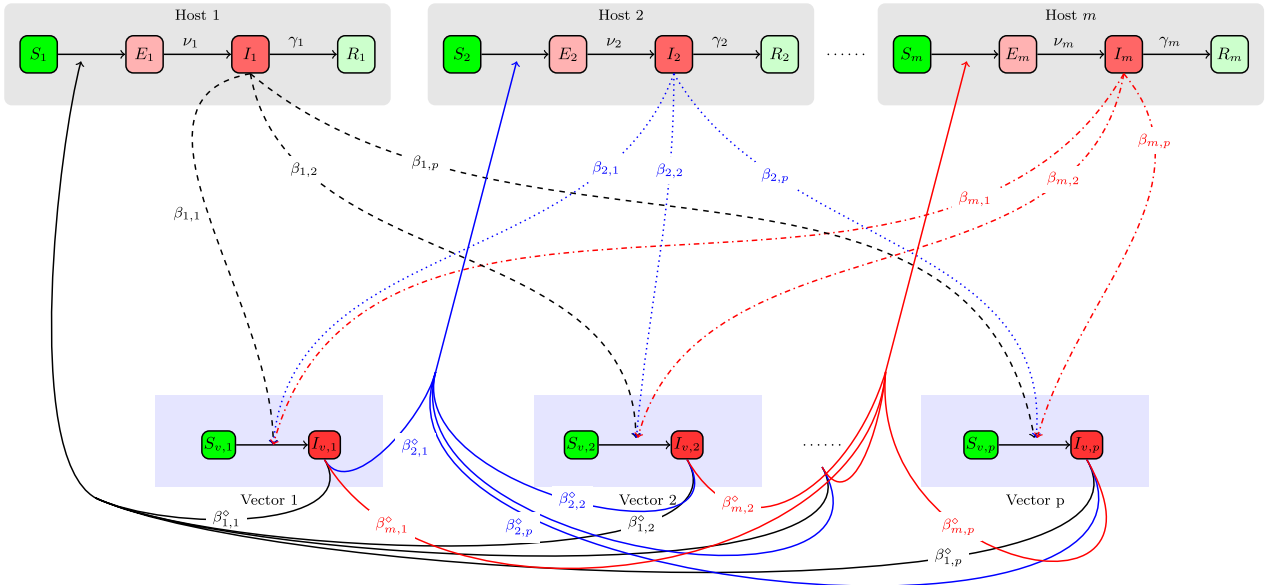 Host 1
Host 2
Host m
S₁ E₁ ν₁ I₁ γ₁ R₁
S₂ E₂ ν₂ I₂ γ₂ R₂
......
Sₘ Eₘ νₘ Iₘ γₘ Rₘ
β₁,₁
β₁,₂
β₁,ₚ
β₂,₁
β₂,₂
β₂,ₚ
βₘ,₁
βₘ,₂
βₘ,ₚ
Sᵥ,₁ Iᵥ,₁
Sᵥ,₂ Iᵥ,₂
......
Sᵥ,ₚ Iᵥ,ₚ
Vector 1
Vector 2
Vector p
β⋄₁,₁
βₘ,₁⋄
β⋄₂,₁
β⋄₂,₂
β⋄₂,ₚ
β⋄₁,₂
β⋄ₘ,₂
β⋄ₘ,ₚ
β⋄₁,ₚ